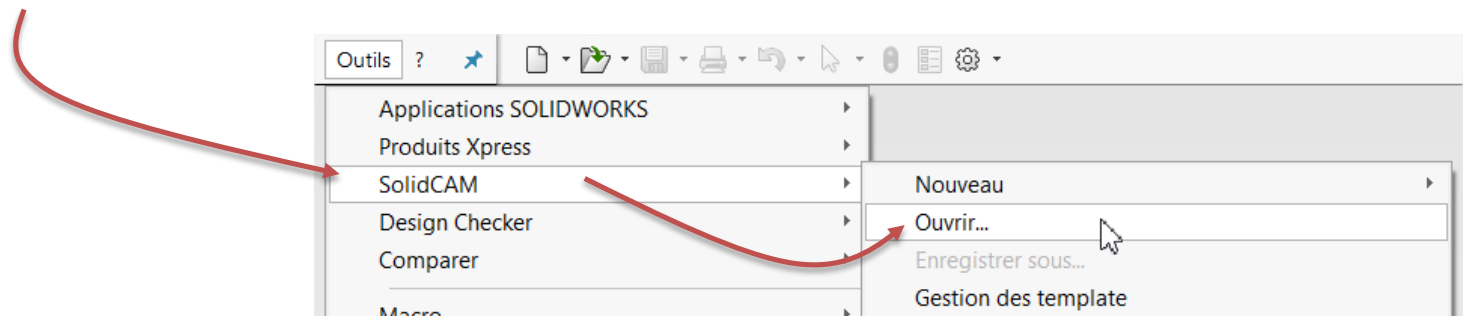 Outils ?
Applications SOLIDWORKS
Produits Xpress
SolidCAM
Design Checker
Comparer
Macro
Nouveau
Ouvrir...
Enregistrer sous...
Gestion des template